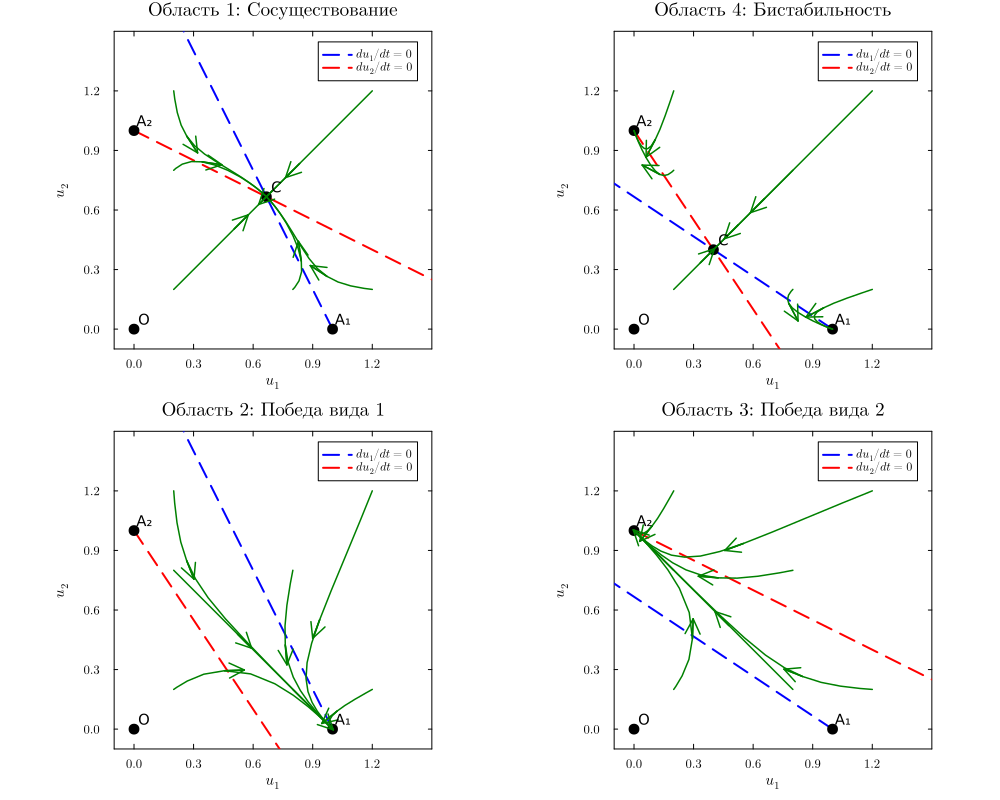 Область 1: Сосуществование
du₁/dt = 0
du₂/dt = 0
1.2
0.9
0.6
0.3
0.0
u₂
A₂
C
O
A₁
0.0 0.3 0.6 0.9 1.2
u₁
Область 4: Бистабильность
du₁/dt = 0
du₂/dt = 0
1.2
0.9
0.6
0.3
0.0
u₂
A₂
C
O
A₁
0.0 0.3 0.6 0.9 1.2
u₁
Область 2: Победа вида 1
du₁/dt = 0
du₂/dt = 0
1.2
0.9
0.6
0.3
0.0
u₂
A₂
O
A₁
0.0 0.3 0.6 0.9 1.2
u₁
Область 3: Победа вида 2
du₁/dt = 0
du₂/dt = 0
1.2
0.9
0.6
0.3
0.0
u₂
A₂
O
A₁
0.0 0.3 0.6 0.9 1.2
u₁